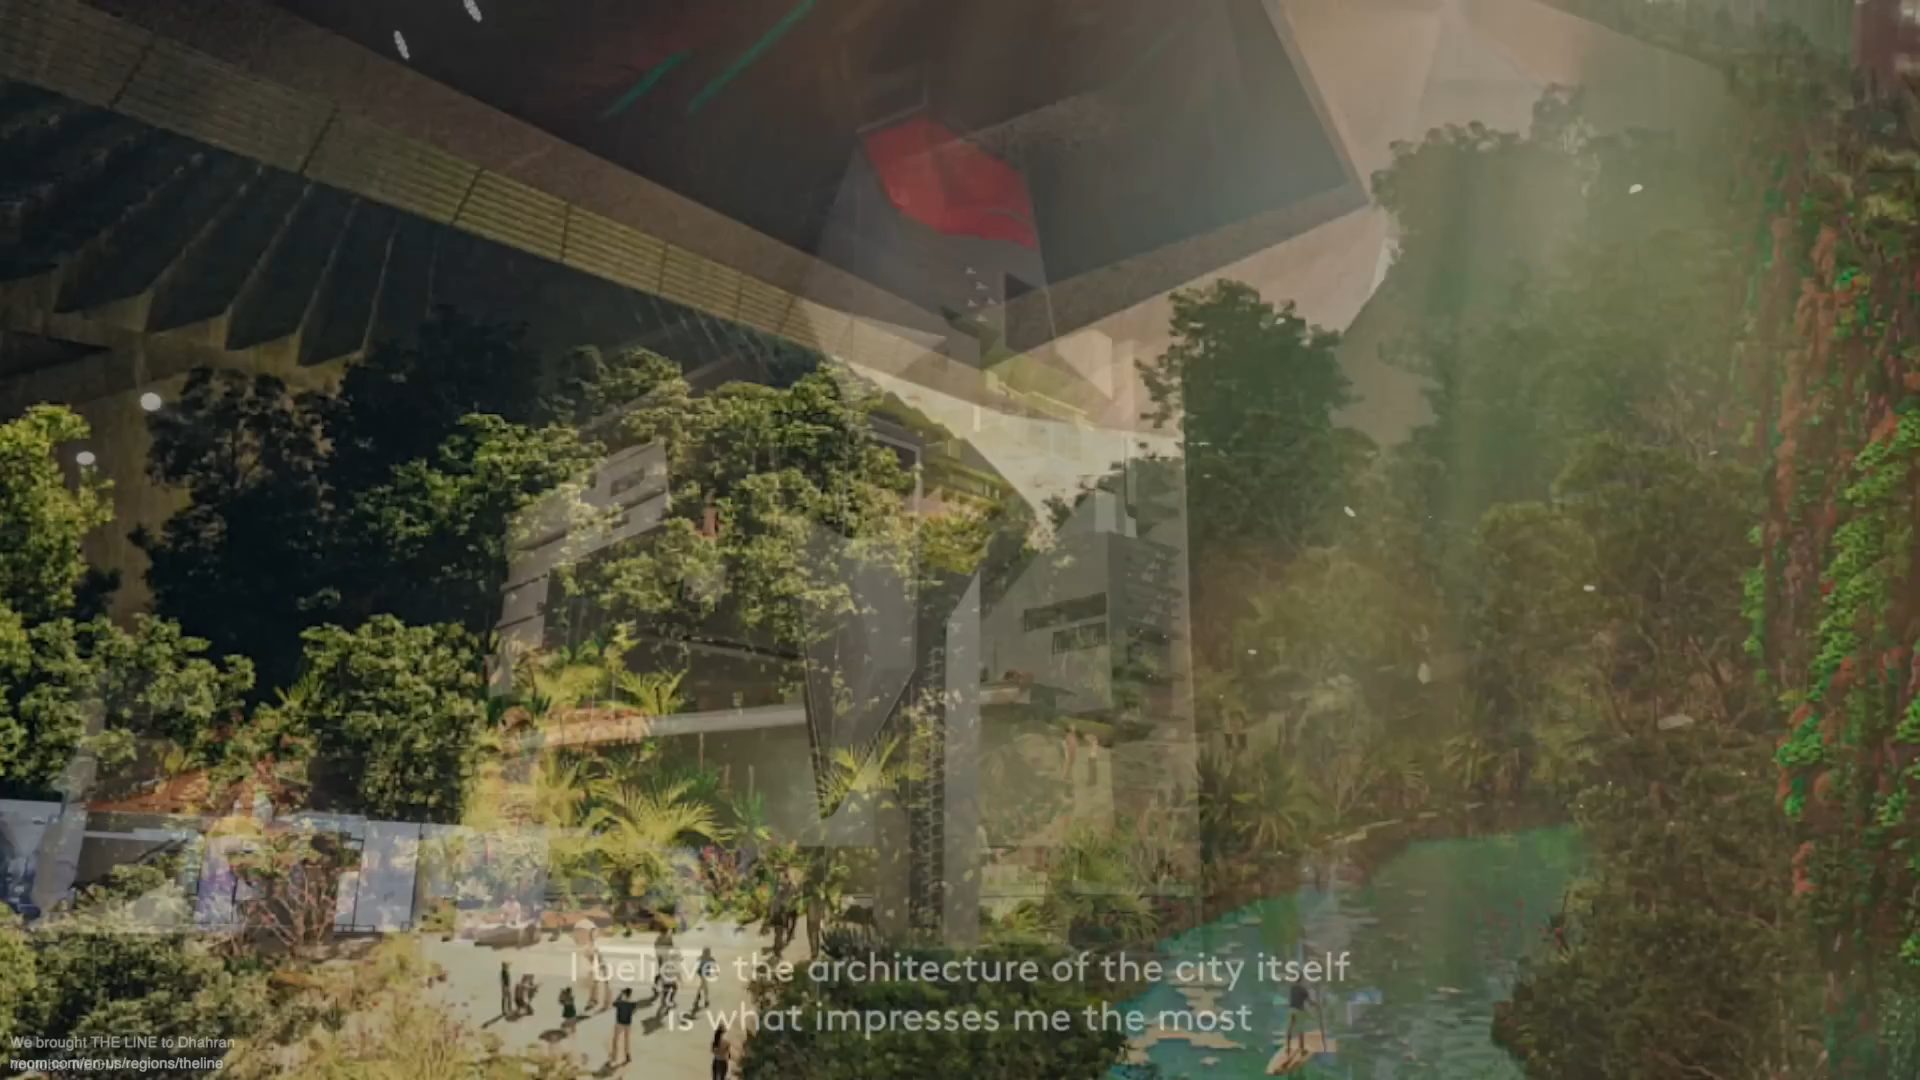 I believe the architecture of the city itself
is what impresses me the most
We brought THE LINE to Dhahran
neom.com/en-us/regions/theline